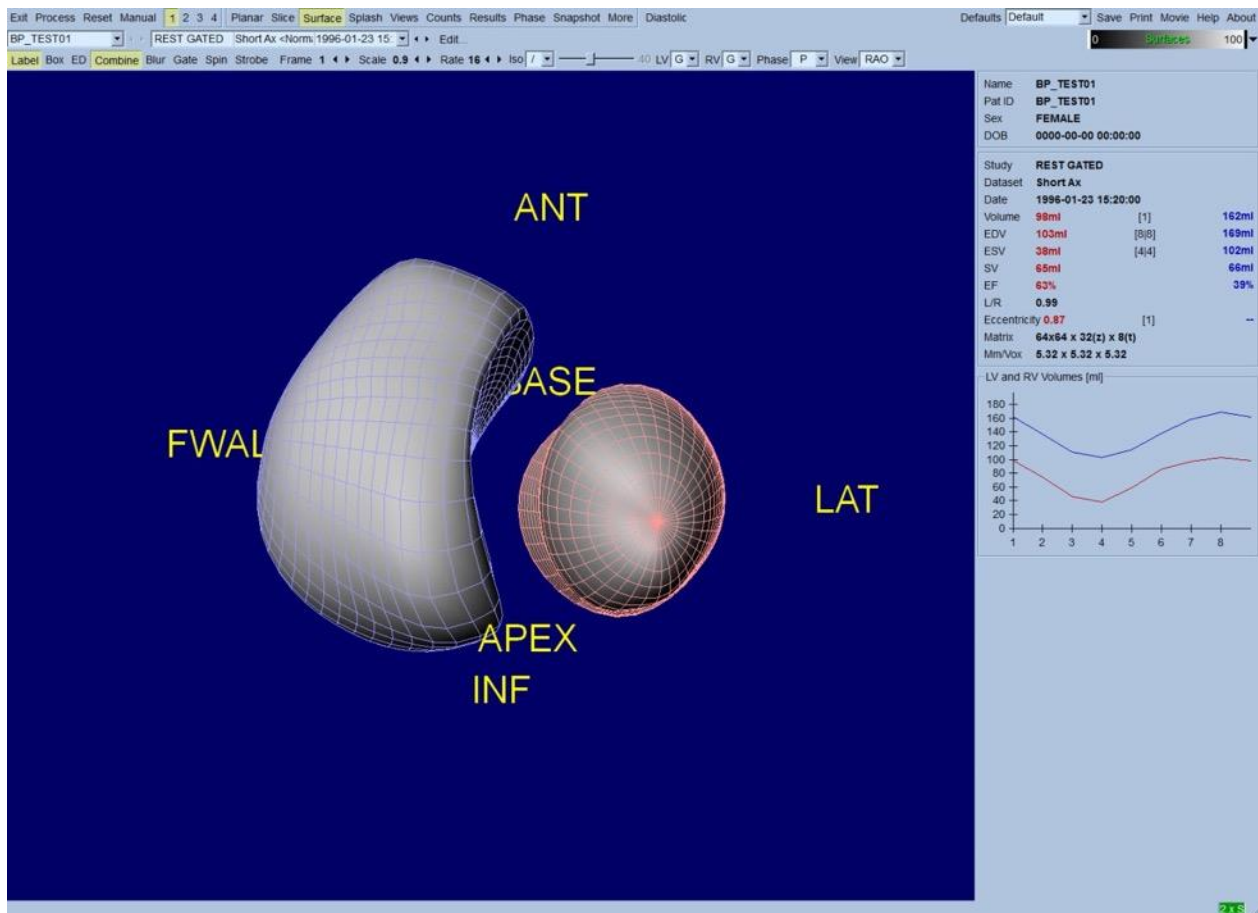 Exit Process Reset Manual 1 2 3 4 Planar Slice Surface Splash Views Counts Results Phase Snapshot More Diastolic Defaults Default Save Print Movie Help About
BP_TEST01 REST GATED Short Ax <Norm 1996-01-23 15: Edit... 0 Surfaces 100
Label Box ED Combine Blur Gate Spin Strobe Frame 1 Scale 0.9 Rate 16 Iso / 40 LV G RV G Phase P View RAO
Name BP_TEST01
Pat ID BP_TEST01
Sex FEMALE
DOB 0000-00-00 00:00:00
Study REST GATED
Dataset Short Ax
Date 1996-01-23 15:20:00
Volume 98ml [1] 162ml
EDV 103ml [8|8] 169ml
ESV 38ml [4|4] 102ml
SV 65ml 66ml
EF 63% 39%
L/R 0.99
Eccentricity 0.87 [1] --
Matrix 64x64 x 32(z) x 8(t)
Mm/Vox 5.32 x 5.32 x 5.32
LV and RV Volumes [ml]
180
160
140
120
100
80
60
40
20
0
1 2 3 4 5 6 7 8
ANT
BASE
FWAL
LAT
APEX
INF
2 x S